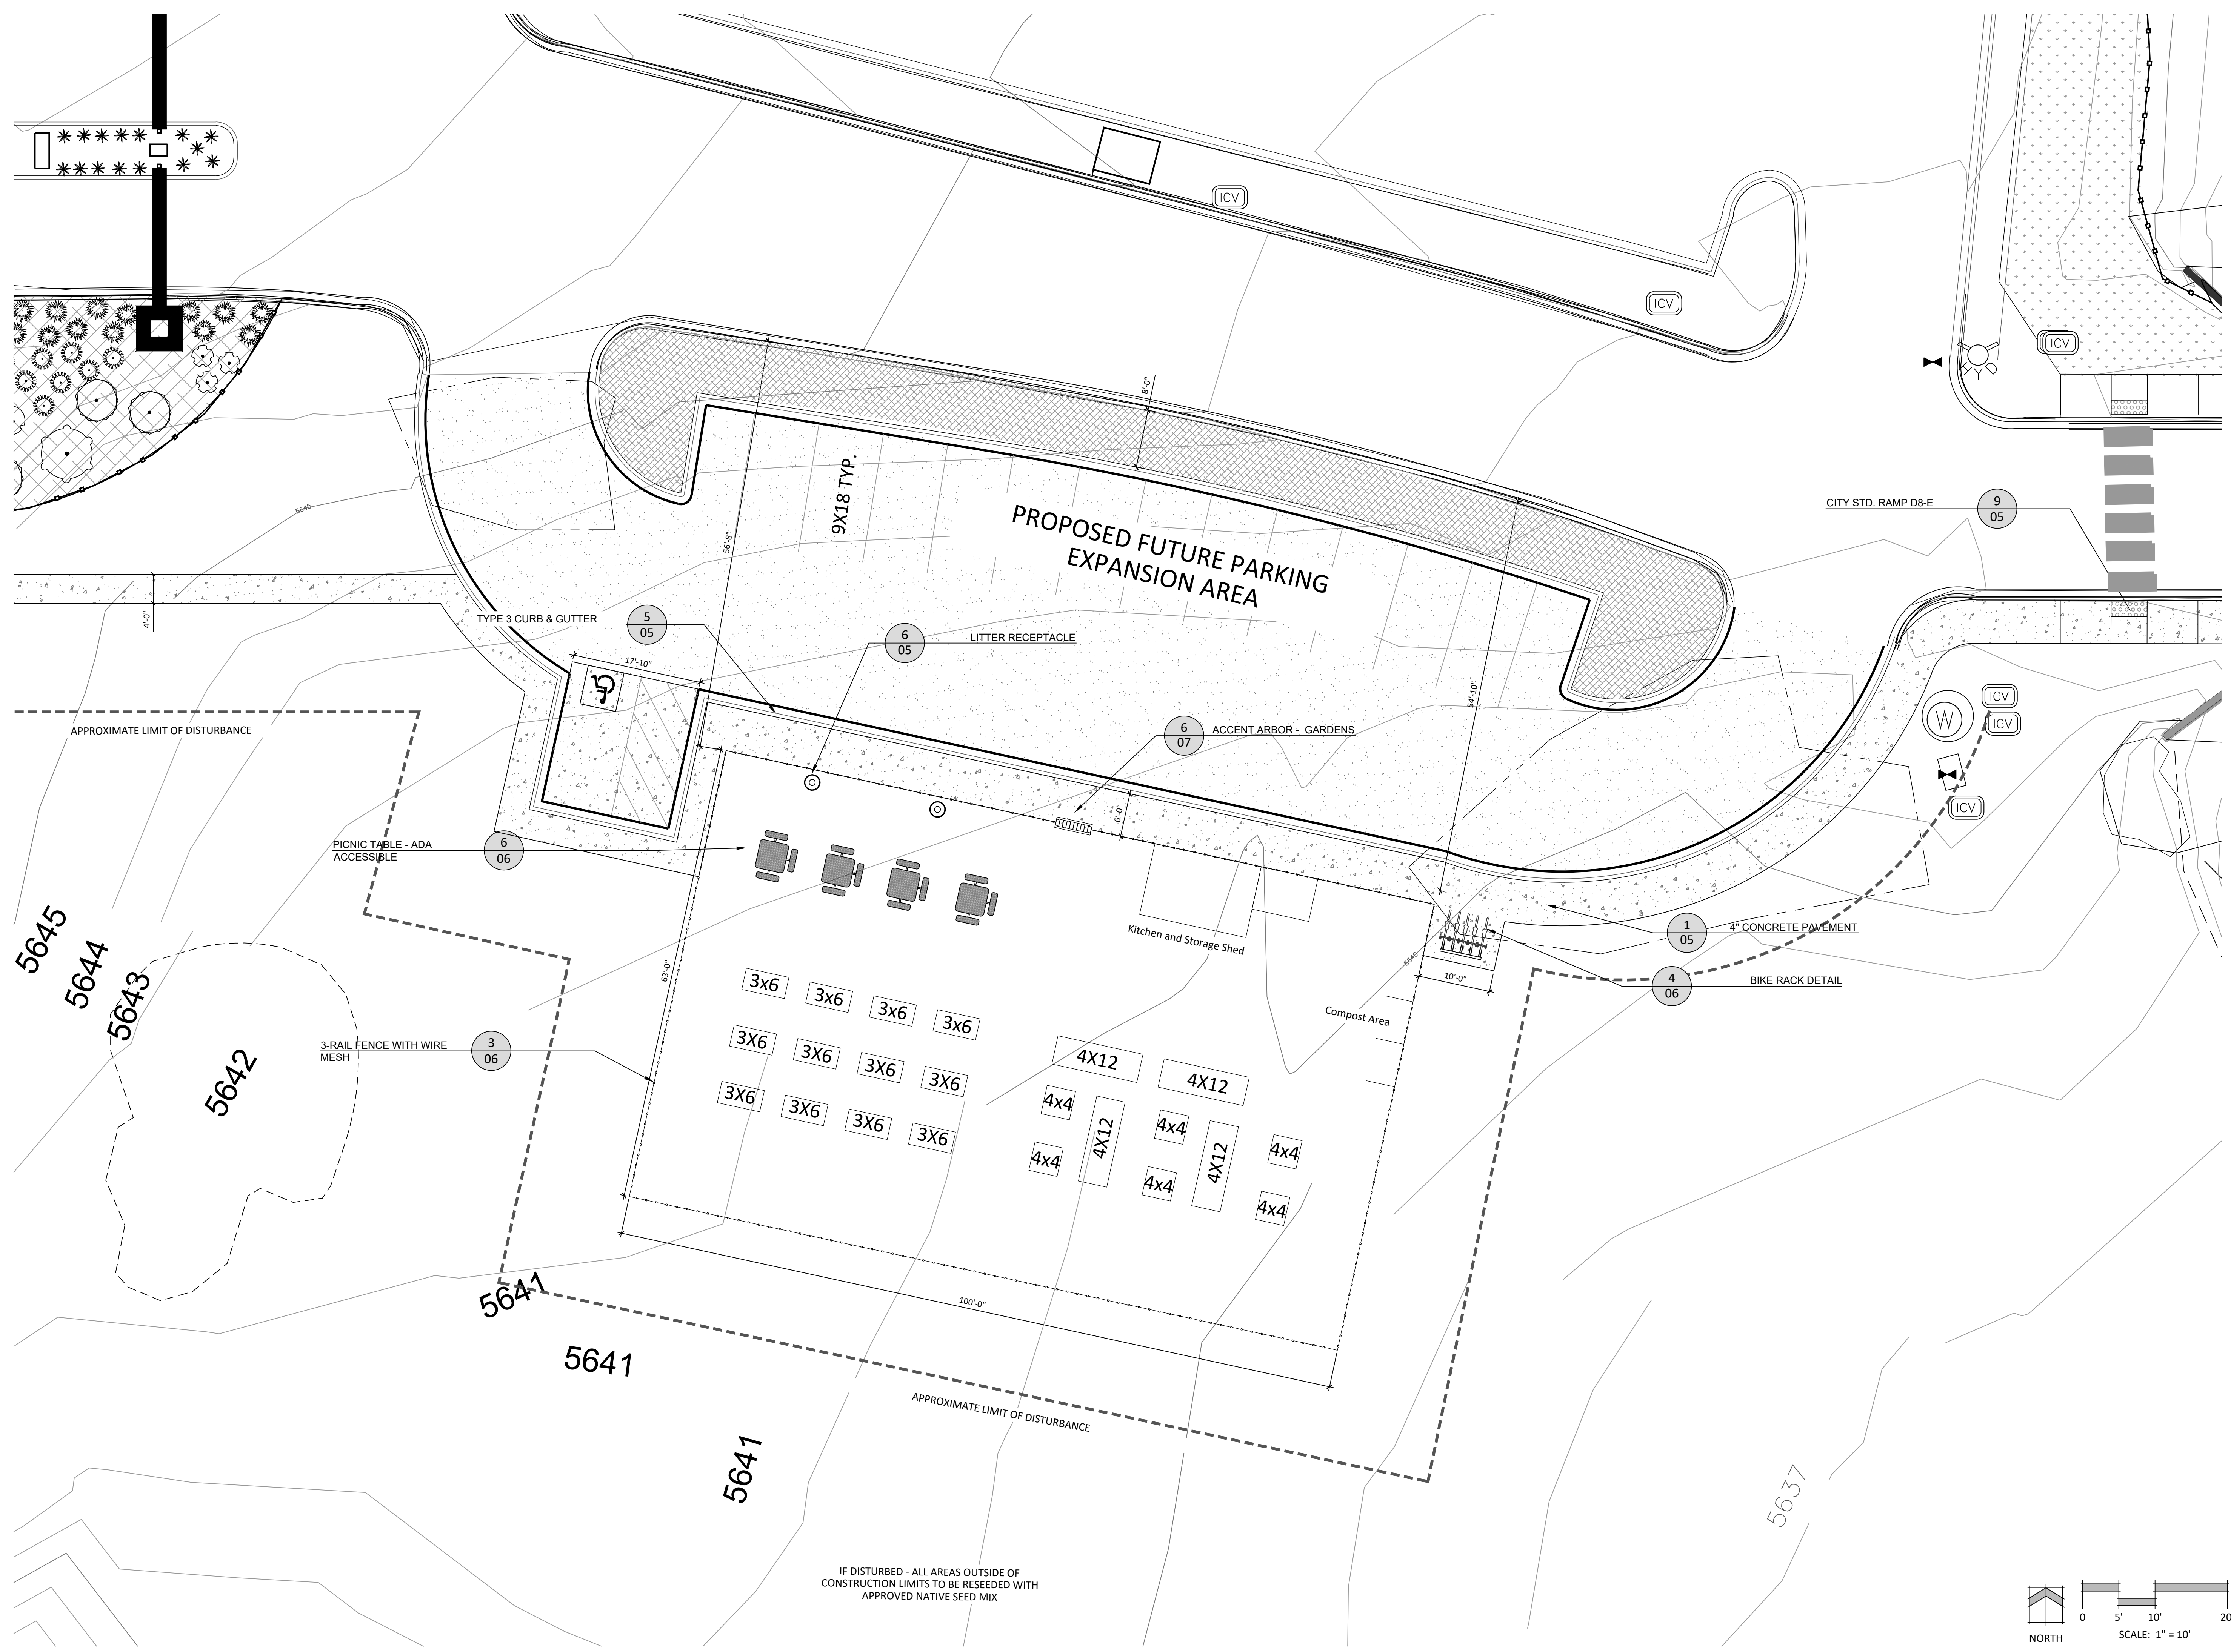 ICV
ICV
ICV
HYD
8'-0"
9X18 TYP.
56'-8"
PROPOSED FUTURE PARKING
EXPANSION AREA
CITY STD. RAMP D8-E
9
05
5645
4'-0"
TYPE 3 CURB & GUTTER
5
05
6
05
LITTER RECEPTACLE
17'-10"
54'-10"
ICV
W
ICV
APPROXIMATE LIMIT OF DISTURBANCE
6
07
ACCENT ARBOR - GARDENS
6'-0"
ICV
PICNIC TABLE - ADA
ACCESSIBLE
6
06
Kitchen and Storage Shed
1
05
4" CONCRETE PAVEMENT
5640
10'-0"
4
06
BIKE RACK DETAIL
5645
5644
5643
5642
63'-0"
3x6
3x6
3x6
3x6
Compost Area
3-RAIL FENCE WITH WIRE
MESH
3
06
3X6
3X6
3X6
3X6
4X12
4X12
3X6
3X6
3X6
3X6
4x4
4X12
4x4
4X12
4x4
4x4
4x4
4x4
5641
100'-0"
5641
APPROXIMATE LIMIT OF DISTURBANCE
5641
5637
IF DISTURBED - ALL AREAS OUTSIDE OF
CONSTRUCTION LIMITS TO BE RESEEDED WITH
APPROVED NATIVE SEED MIX
NORTH
0 5' 10' 20
SCALE: 1" = 10'